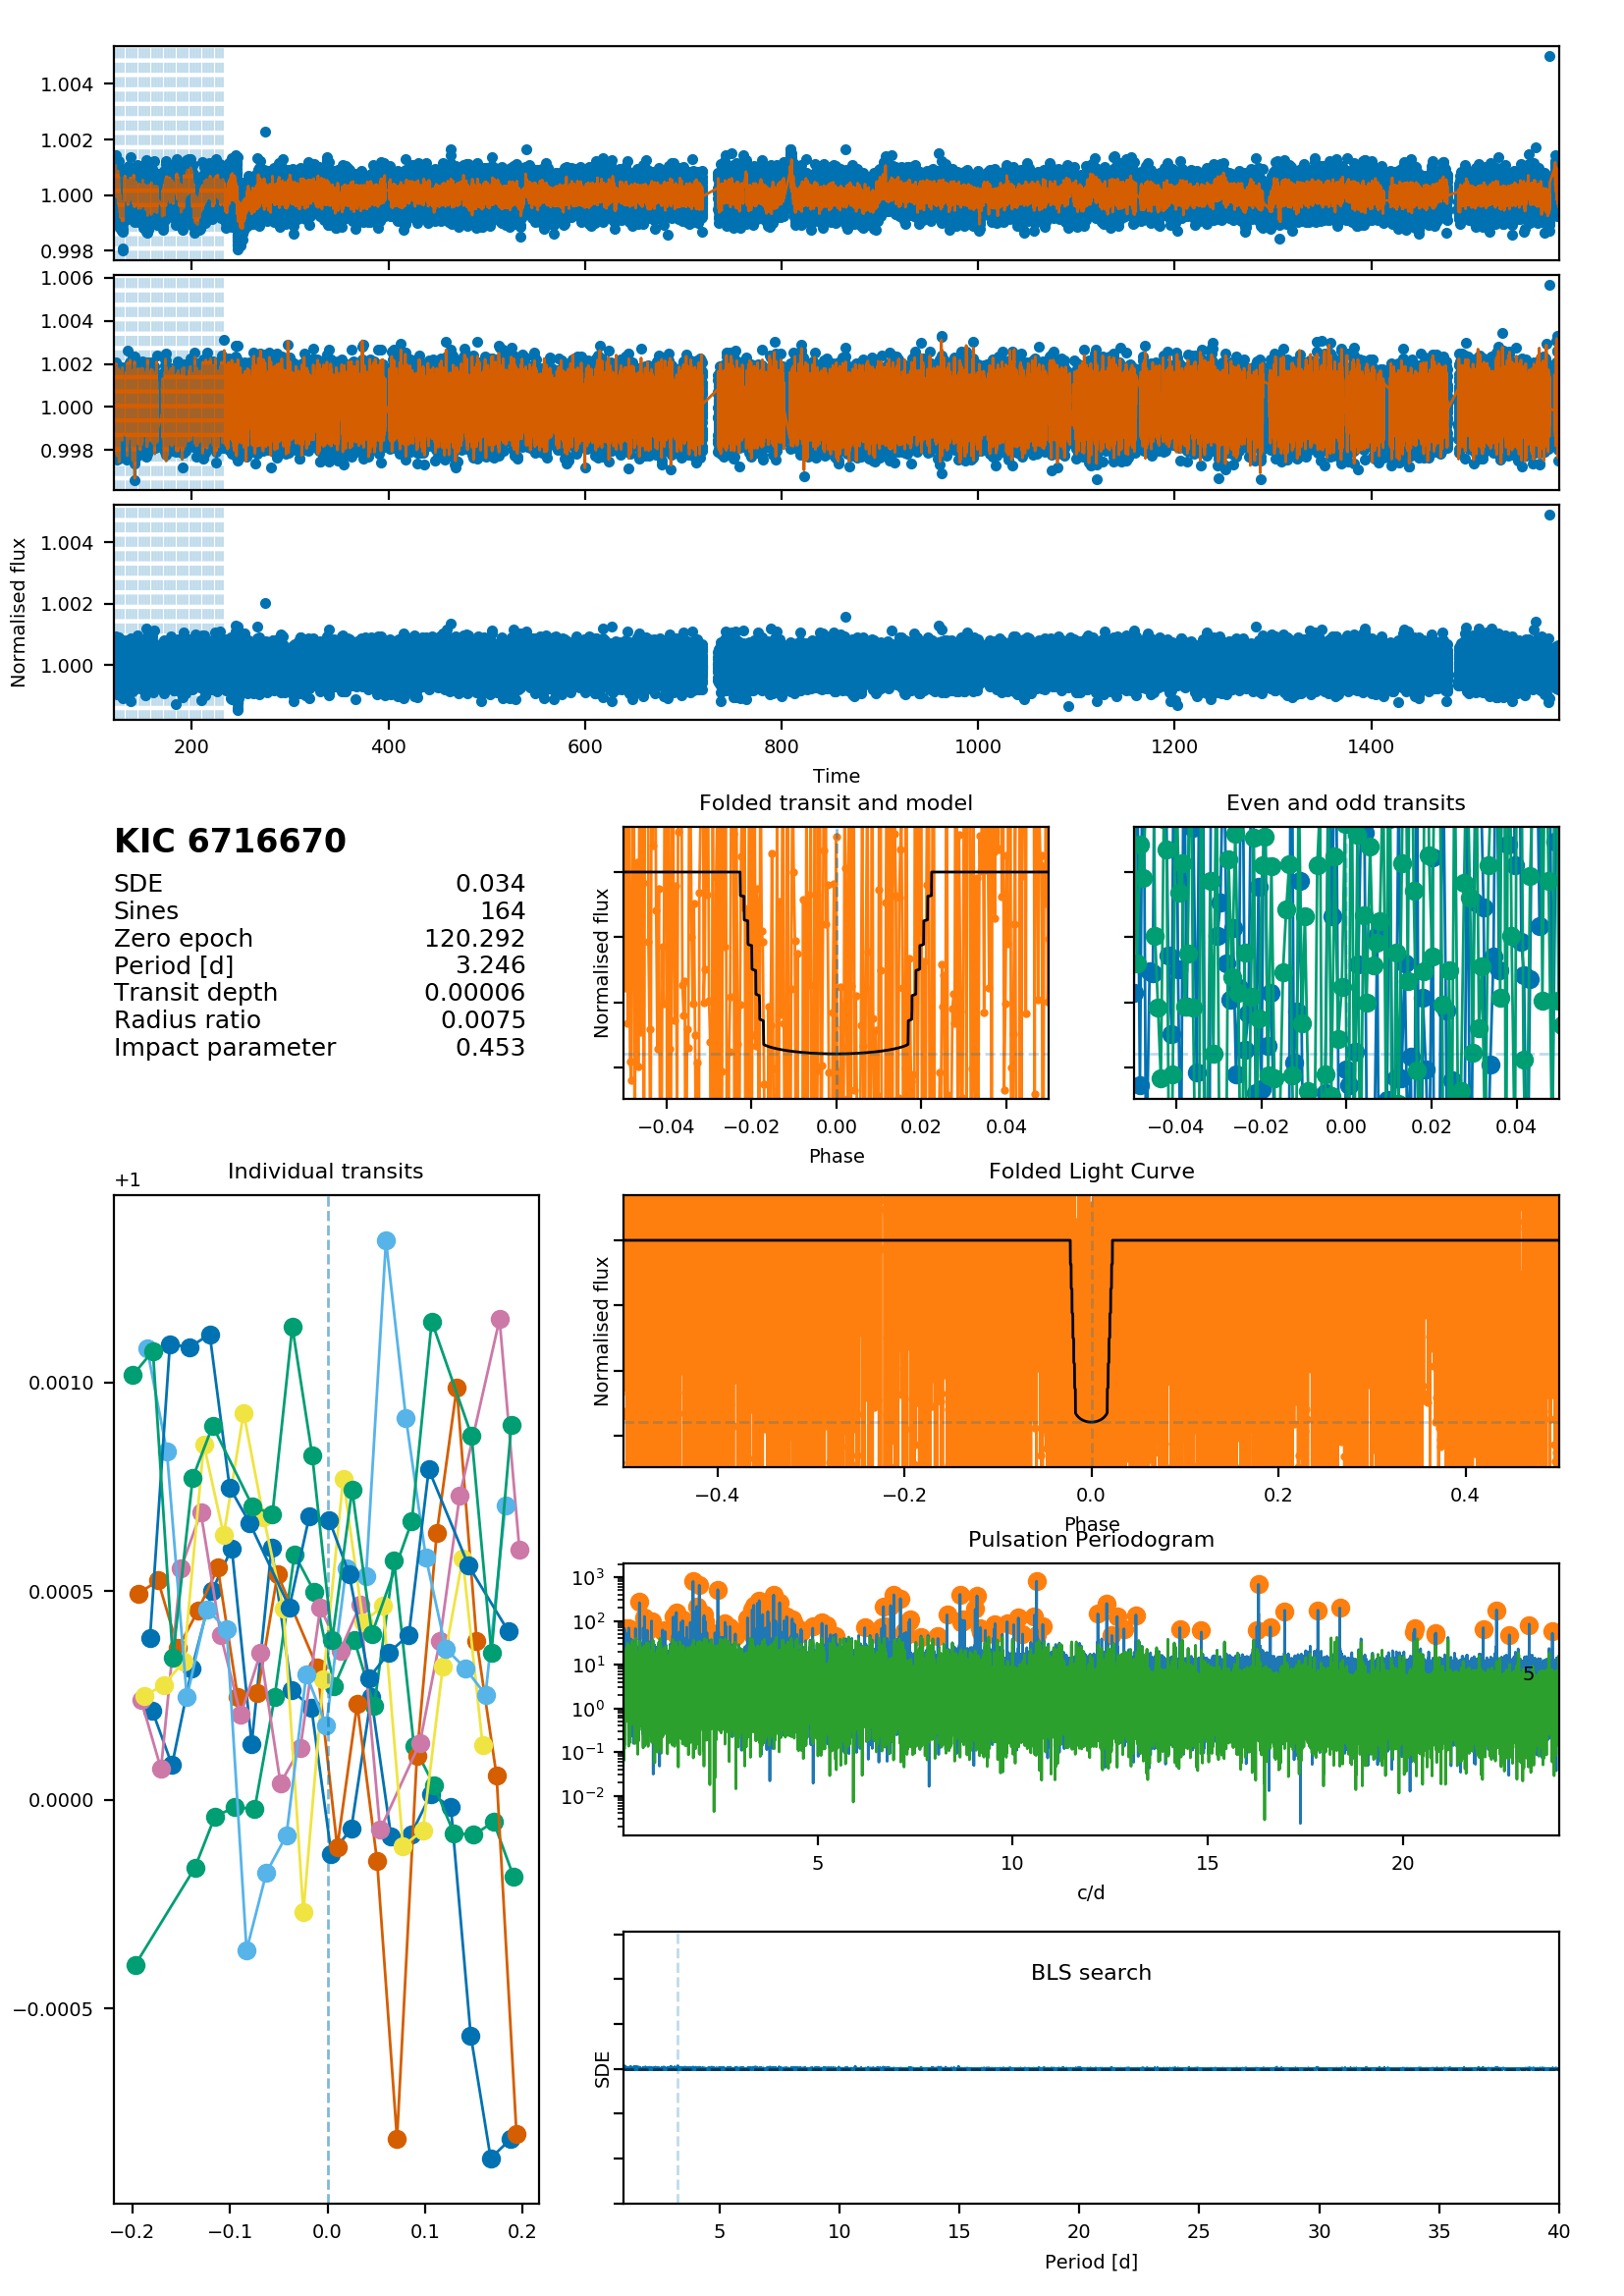 1.004
1.002
1.000
0.998
1.006
1.004
1.002
1.000
0.998
1.004
1.002
1.000
Normalised flux
200 400 600 800 1000 1200 1400
Time
KIC 6716670
SDE 0.034
Sines 164
Zero epoch 120.292
Period [d] 3.246
Transit depth 0.00006
Radius ratio 0.0075
Impact parameter 0.453
Folded transit and model
Normalised flux
−0.04 −0.02 0.00 0.02 0.04
Phase
Even and odd transits
−0.04 −0.02 0.00 0.02 0.04
Individual transits
+1
0.0010
0.0005
0.0000
−0.0005
−0.2 −0.1 0.0 0.1 0.2
Folded Light Curve
Normalised flux
−0.4 −0.2 0.0 0.2 0.4
Phase
Pulsation Periodogram
10³
10²
10¹
10⁰
10⁻¹
10⁻²
5
5 10 15 20
c/d
BLS search
SDE
5 10 15 20 25 30 35 40
Period [d]